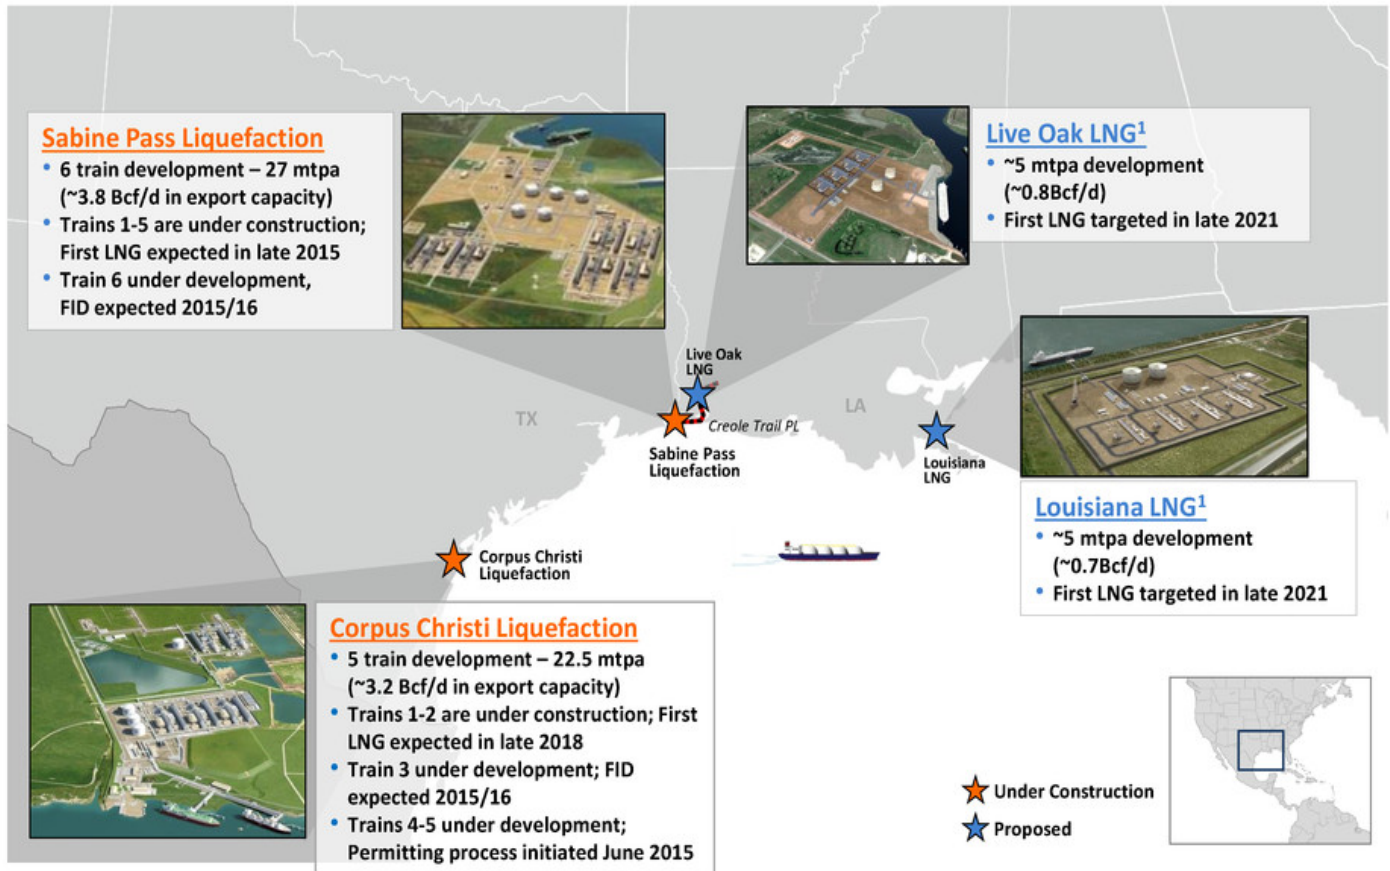 Sabine Pass Liquefaction
• 6 train development – 27 mtpa
(~3.8 Bcf/d in export capacity)
• Trains 1-5 are under construction;
First LNG expected in late 2015
• Train 6 under development,
FID expected 2015/16
Live Oak LNG¹
• ~5 mtpa development
(~0.8Bcf/d)
• First LNG targeted in late 2021
Live Oak
LNG
TX
LA
Creole Trail PL
Sabine Pass
Liquefaction
Louisiana
LNG
Louisiana LNG¹
• ~5 mtpa development
(~0.7Bcf/d)
• First LNG targeted in late 2021
Corpus Christi
Liquefaction
Corpus Christi Liquefaction
• 5 train development – 22.5 mtpa
(~3.2 Bcf/d in export capacity)
• Trains 1-2 are under construction; First
LNG expected in late 2018
• Train 3 under development; FID
expected 2015/16
• Trains 4-5 under development;
Permitting process initiated June 2015
Under Construction
Proposed